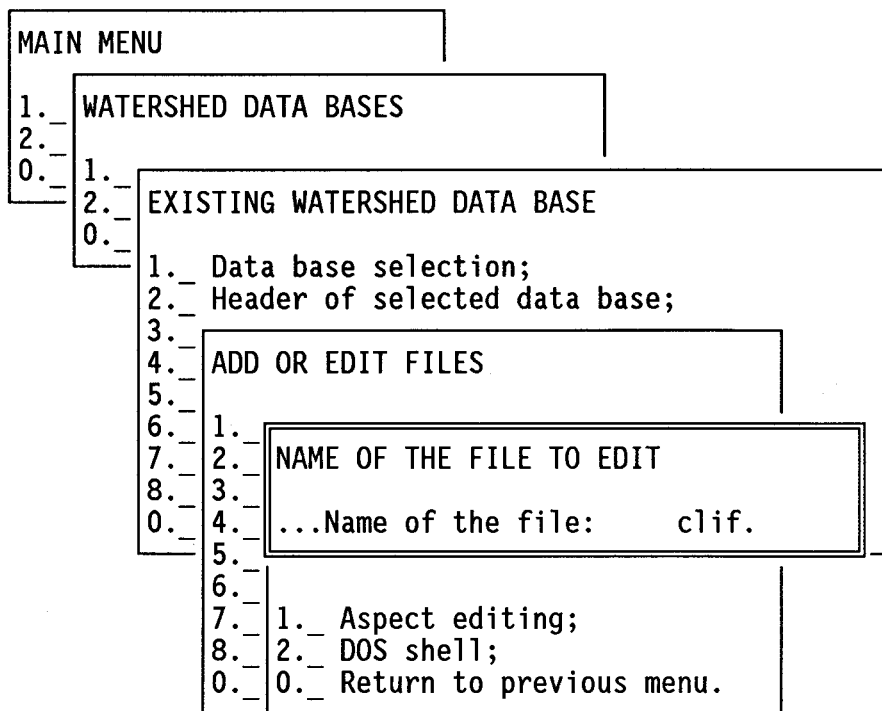 MAIN MENU
1._ WATERSHED DATA BASES
2._
0._ 1._
2._ EXISTING WATERSHED DATA BASE
0._
1._ Data base selection;
2._ Header of selected data base;
3._
4._ ADD OR EDIT FILES
5._
6._ 1._
7._ 2._ NAME OF THE FILE TO EDIT
8._ 3._
0._ 4._ ...Name of the file: clif.
5._
6._
7._ 1._ Aspect editing;
8._ 2._ DOS shell;
0._ 0._ Return to previous menu.